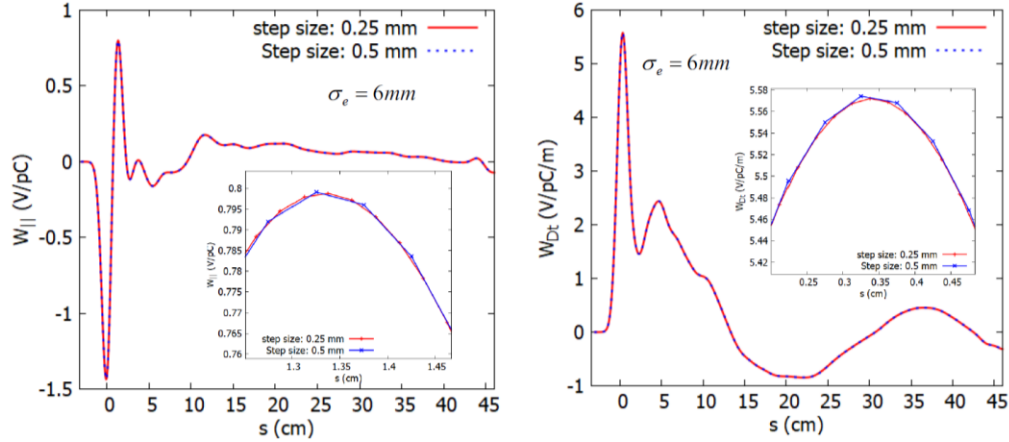 step size: 0.25 mm
Step size: 0.5 mm
σₑ = 6mm
1
0.5
0
-0.5
-1
-1.5
W|| (V/pC)
0 5 10 15 20 25 30 35 40 45
s (cm)
0.8
0.795
0.79
0.785
0.78
0.775
0.77
0.765
0.76
W|| (V/pC)
step size: 0.25 mm
Step size: 0.5 mm
1.3 1.35 1.4 1.45
s (cm)
step size: 0.25 mm
Step size: 0.5 mm
σₑ = 6mm
6
5
4
3
2
1
0
-1
W_Dt (V/pC/m)
0 5 10 15 20 25 30 35 40 45
s (cm)
5.58
5.56
5.54
5.52
5.5
5.48
5.46
5.44
5.42
W_Dt (V/pC/m)
step size: 0.25 mm
Step size: 0.5 mm
0.25 0.3 0.35 0.4 0.45
s (cm)